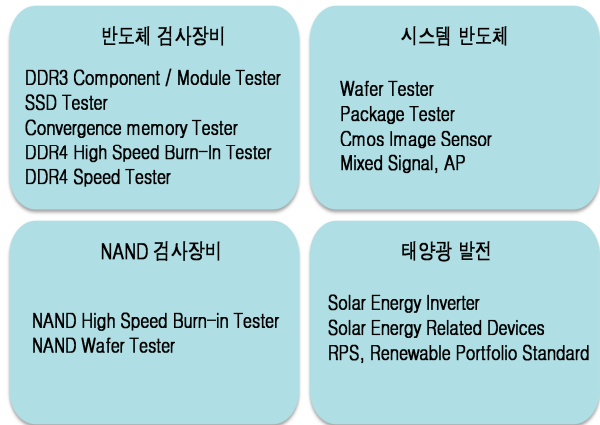 반도체 검사장비
DDR3 Component / Module Tester
SSD Tester
Convergence memory Tester
DDR4 High Speed Burn-In Tester
DDR4 Speed Tester
시스템 반도체
Wafer Tester
Package Tester
Cmos Image Sensor
Mixed Signal, AP
NAND 검사장비
NAND High Speed Burn-in Tester
NAND Wafer Tester
태양광 발전
Solar Energy Inverter
Solar Energy Related Devices
RPS, Renewable Portfolio Standard